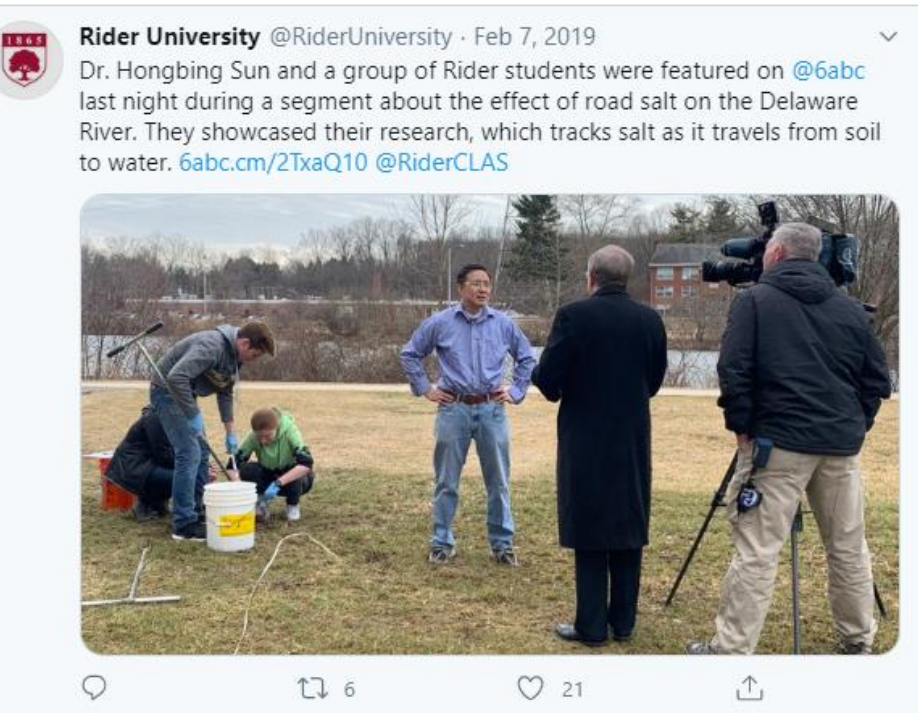 1865
Rider University @RiderUniversity · Feb 7, 2019
Dr. Hongbing Sun and a group of Rider students were featured on @6abc
last night during a segment about the effect of road salt on the Delaware
River. They showcased their research, which tracks salt as it travels from soil
to water. 6abc.cm/2TxaQ10 @RiderCLAS
6
21